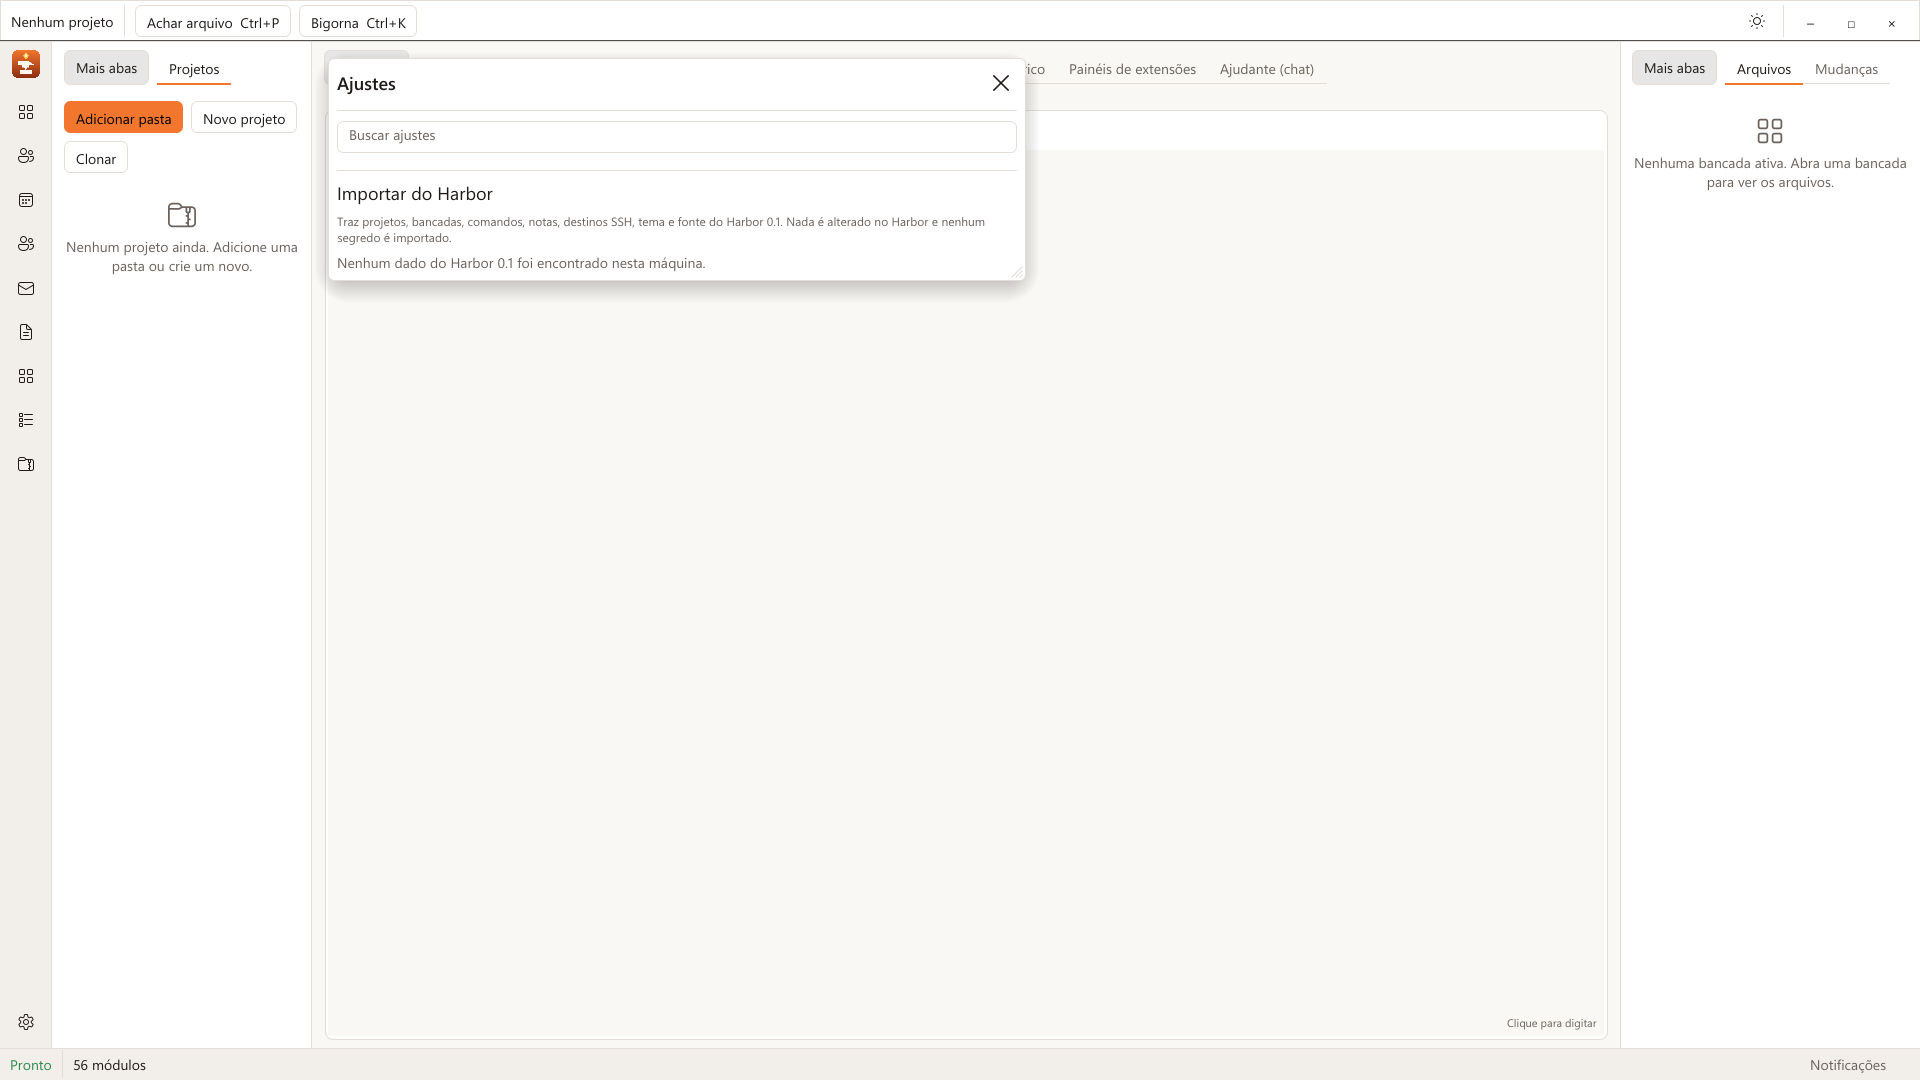 Nenhum projeto
Achar arquivo Ctrl+P
Bigorna Ctrl+K
Mais abas
Projetos
Adicionar pasta
Novo projeto
Clonar
Nenhum projeto ainda. Adicione uma
pasta ou crie um novo.
Ajustes
Buscar ajustes
Importar do Harbor
Traz projetos, bancadas, comandos, notas, destinos SSH, tema e fonte do Harbor 0.1. Nada é alterado no Harbor e nenhum
segredo é importado.
Nenhum dado do Harbor 0.1 foi encontrado nesta máquina.
Painéis de extensões
Ajudante (chat)
Clique para digitar
Mais abas
Arquivos
Mudanças
Nenhuma bancada ativa. Abra uma bancada
para ver os arquivos.
Pronto
56 módulos
Notificações